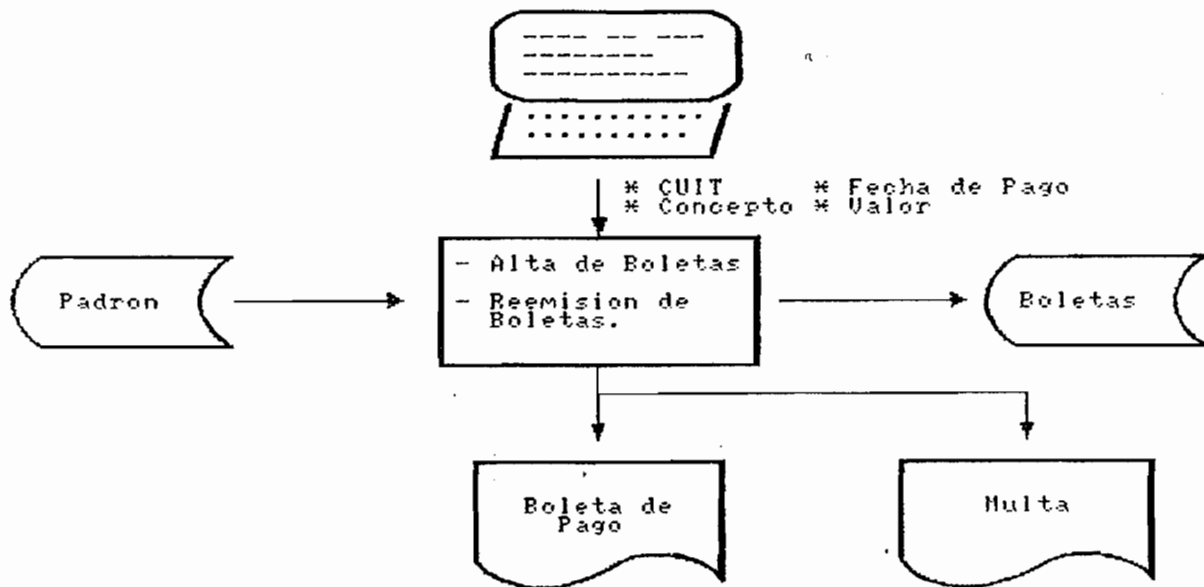 * CUIT * Fecha de Pago
* Concepto * Valor
- Alta de Boletas
- Reemision de
Boletas.
Padron
Boletas
Boleta de
Pago
Multa